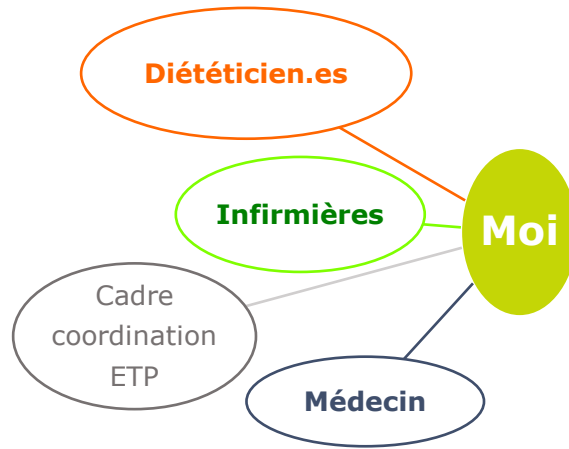 Diététicien.es
Infirmières
Moi
Cadre
coordination
ETP
Médecin